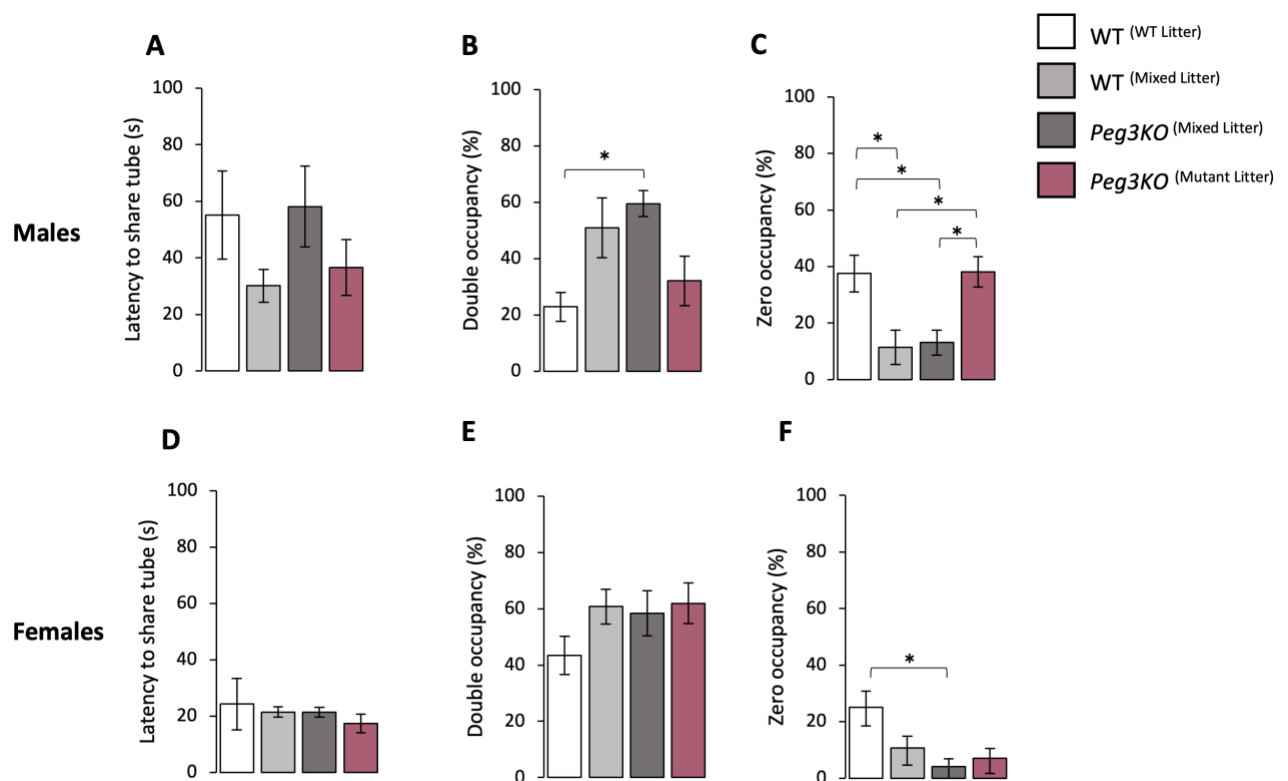 A
B
C
WT (WT Litter)
WT (Mixed Litter)
Peg3KO (Mixed Litter)
Peg3KO (Mutant Litter)
Males
Latency to share tube (s)
100
80
60
40
20
0
Double occupancy (%)
100
80
60
40
20
0
*
Zero occupancy (%)
100
80
60
40
20
0
*
*
*
*
D
E
F
Females
Latency to share tube (s)
100
80
60
40
20
0
Double occupancy (%)
100
80
60
40
20
0
Zero occupancy (%)
100
80
60
40
20
0
*